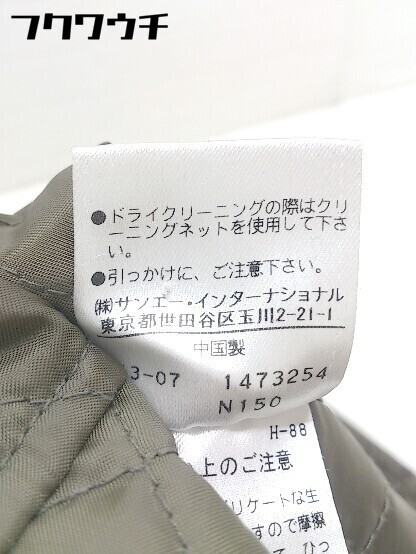 フクワウチ
●ドライクリーニングの際はクリ
ーニングネットを使用して下さ
い。
●引っかけに、ご注意下さい。
(株)サンエー・インターナショナル
東京都世田谷区玉川2-21-1
中国製
3-07 1473254
N150
H-88
上のご注意
リケートな生
すので摩擦
て、ひっ